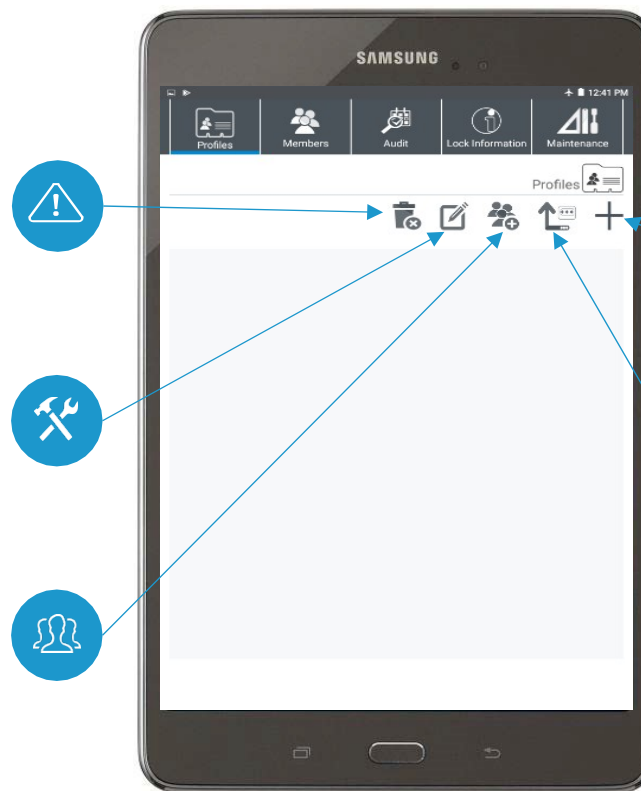 SAMSUNG
12:41 PM
Profiles
Members
Audit
Lock Information
Maintenance
Profiles